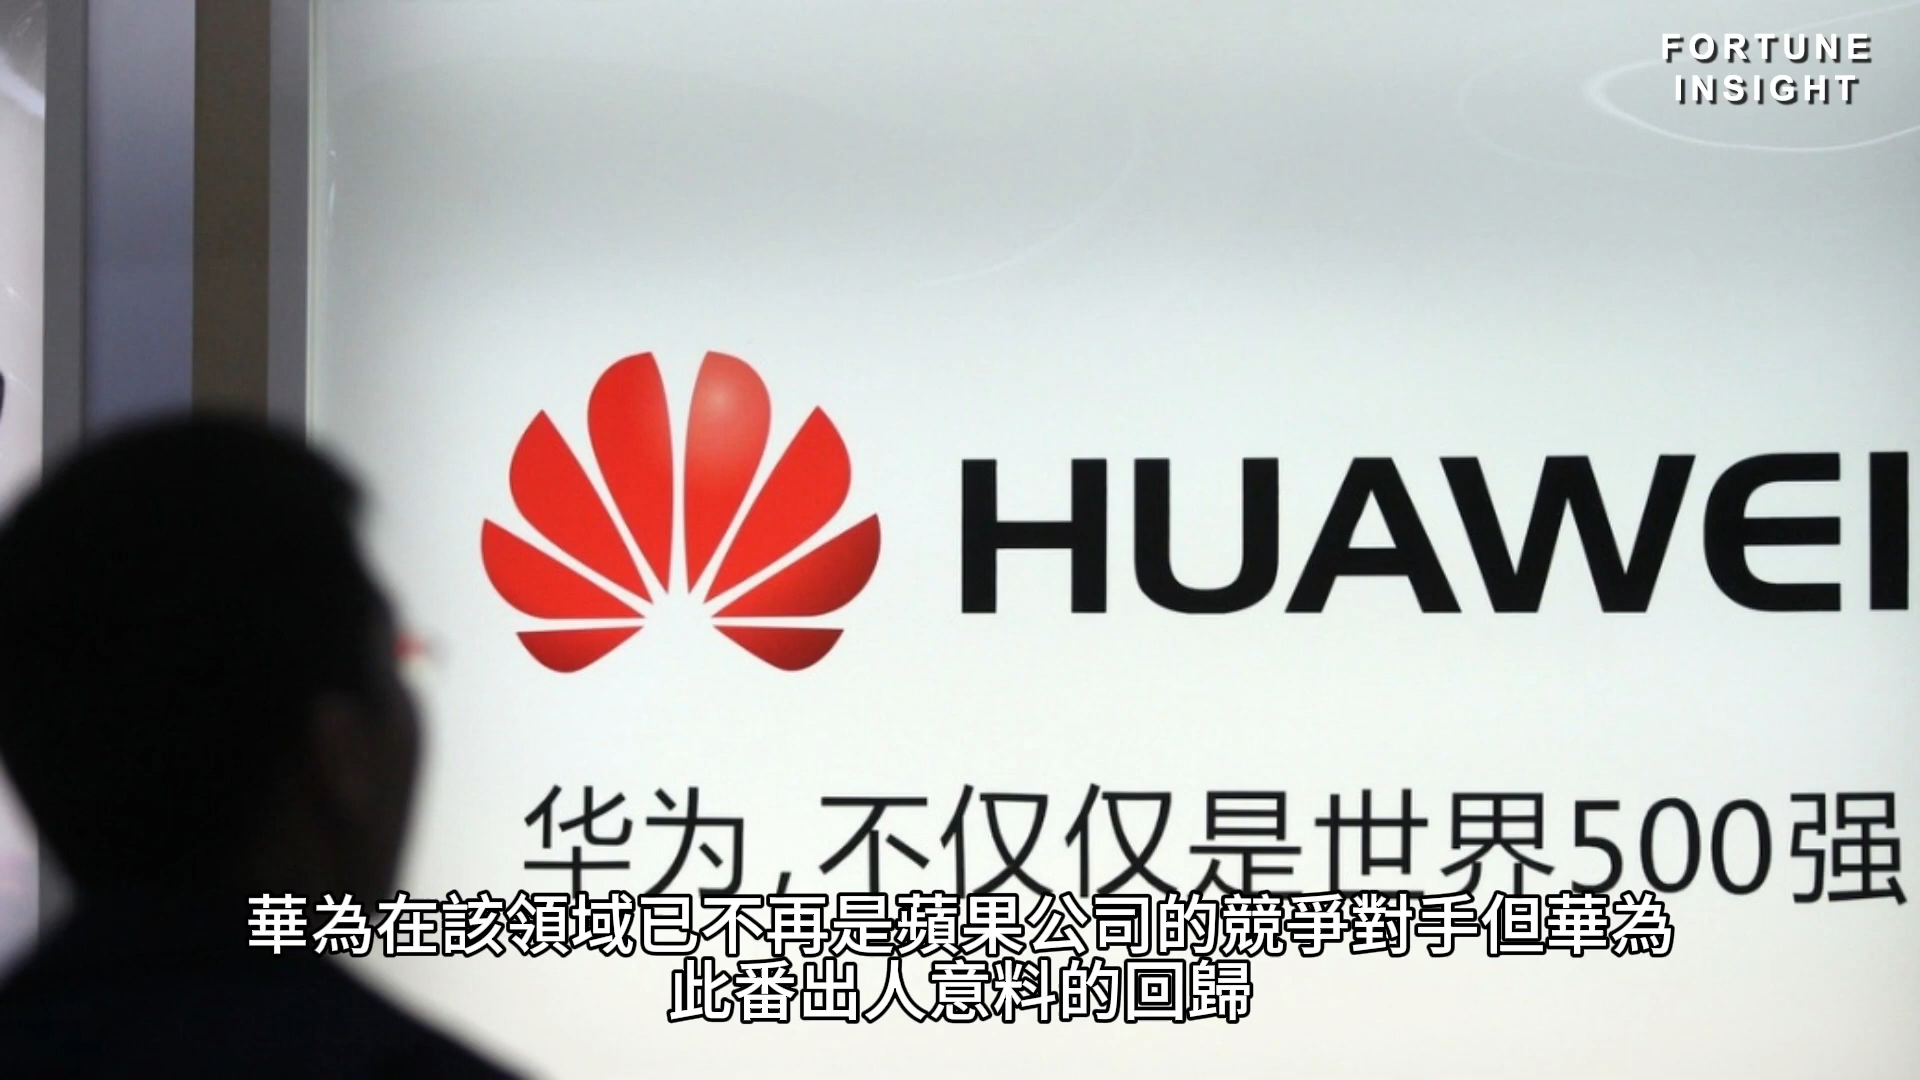 FORTUNE
INSIGHT
HUAWEI
华为,不仅仅是世界500强
華為在該領域已不再是蘋果公司的競爭對手但華為
此番出人意料的回歸